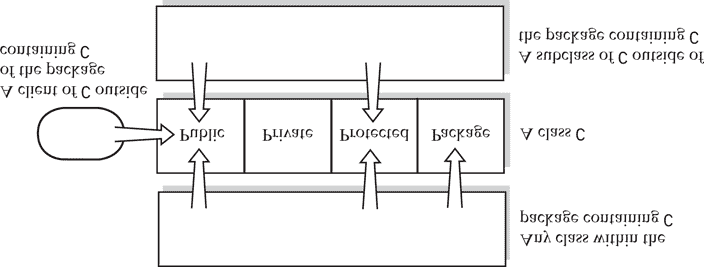 Any class within the
package containing C
Public Private Protected Package
A class C
A client of C outside
of the package
containing C
A subclass of C outside of
the package containing C